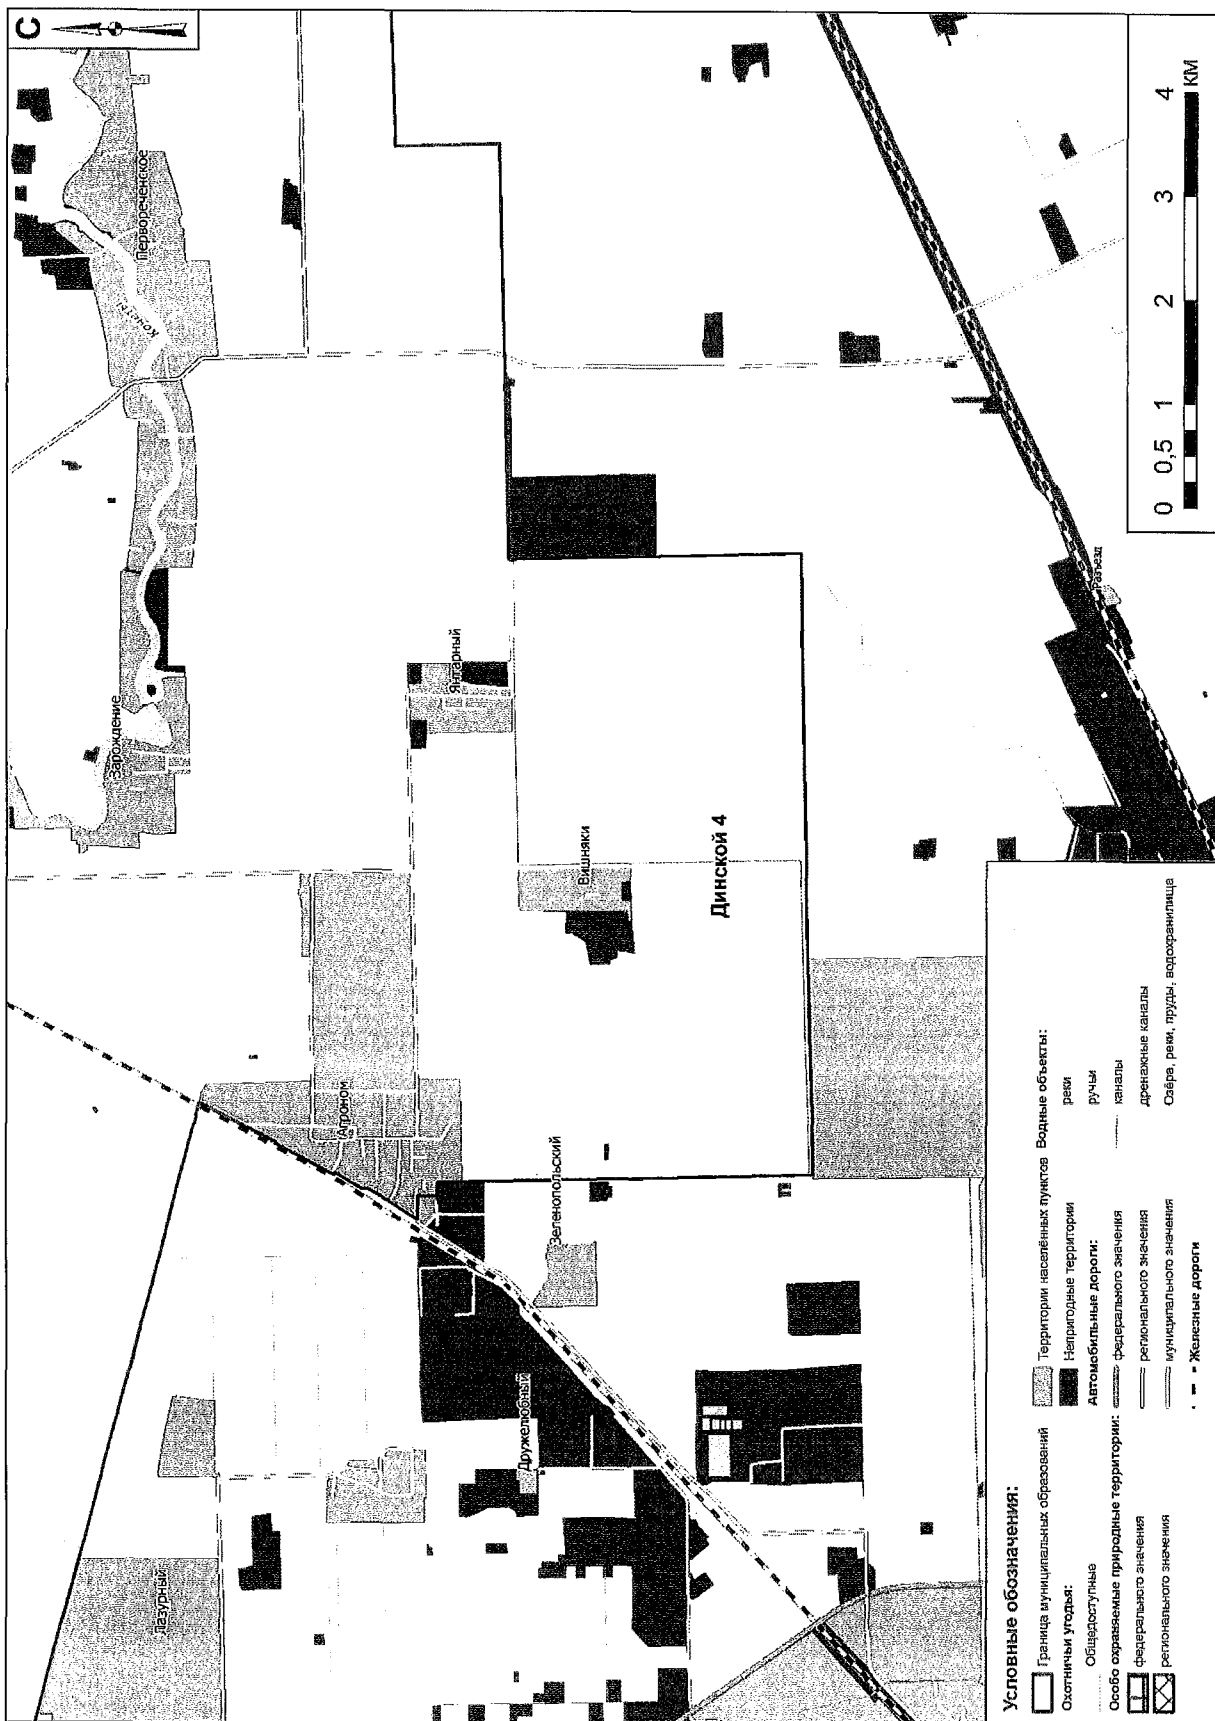 С
Первореченское
Кочеты
Зарождение
Янтарный
Агроном
Вишняки
Динской 4
Зеленопольский
Дружелюбный
Лазурный
Разъезд
0 0,5 1 2 3 4
КМ
Условные обозначения:
Граница муниципальных образований
Охотничьи угодья:
Общедоступные
Особо охраняемые природные территории:
федерального значения
регионального значения
Территории населённых пунктов
Непригодные территории
Автомобильные дороги:
федерального значения
регионального значения
муниципального значения
Железные дороги
Водные объекты:
реки
ручьи
каналы
дренажные каналы
Озёра, реки, пруды, водохранилища